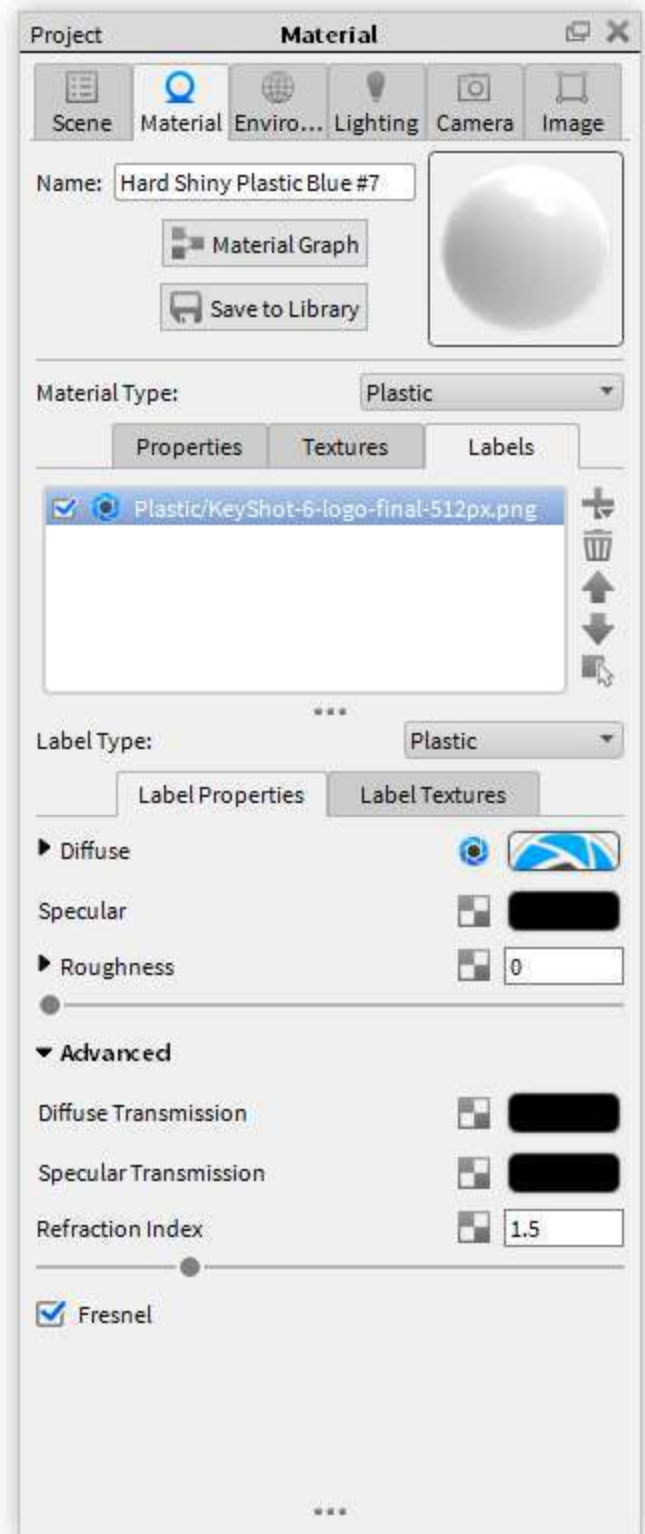 Project Material
Scene Material Enviro... Lighting Camera Image
Name: Hard Shiny Plastic Blue #7
Material Graph
Save to Library
Material Type: Plastic
Properties Textures Labels
Plastic/KeyShot-6-logo-final-512px.png
Label Type: Plastic
Label Properties Label Textures
Diffuse
Specular
Roughness 0
Advanced
Diffuse Transmission
Specular Transmission
Refraction Index 1.5
Fresnel